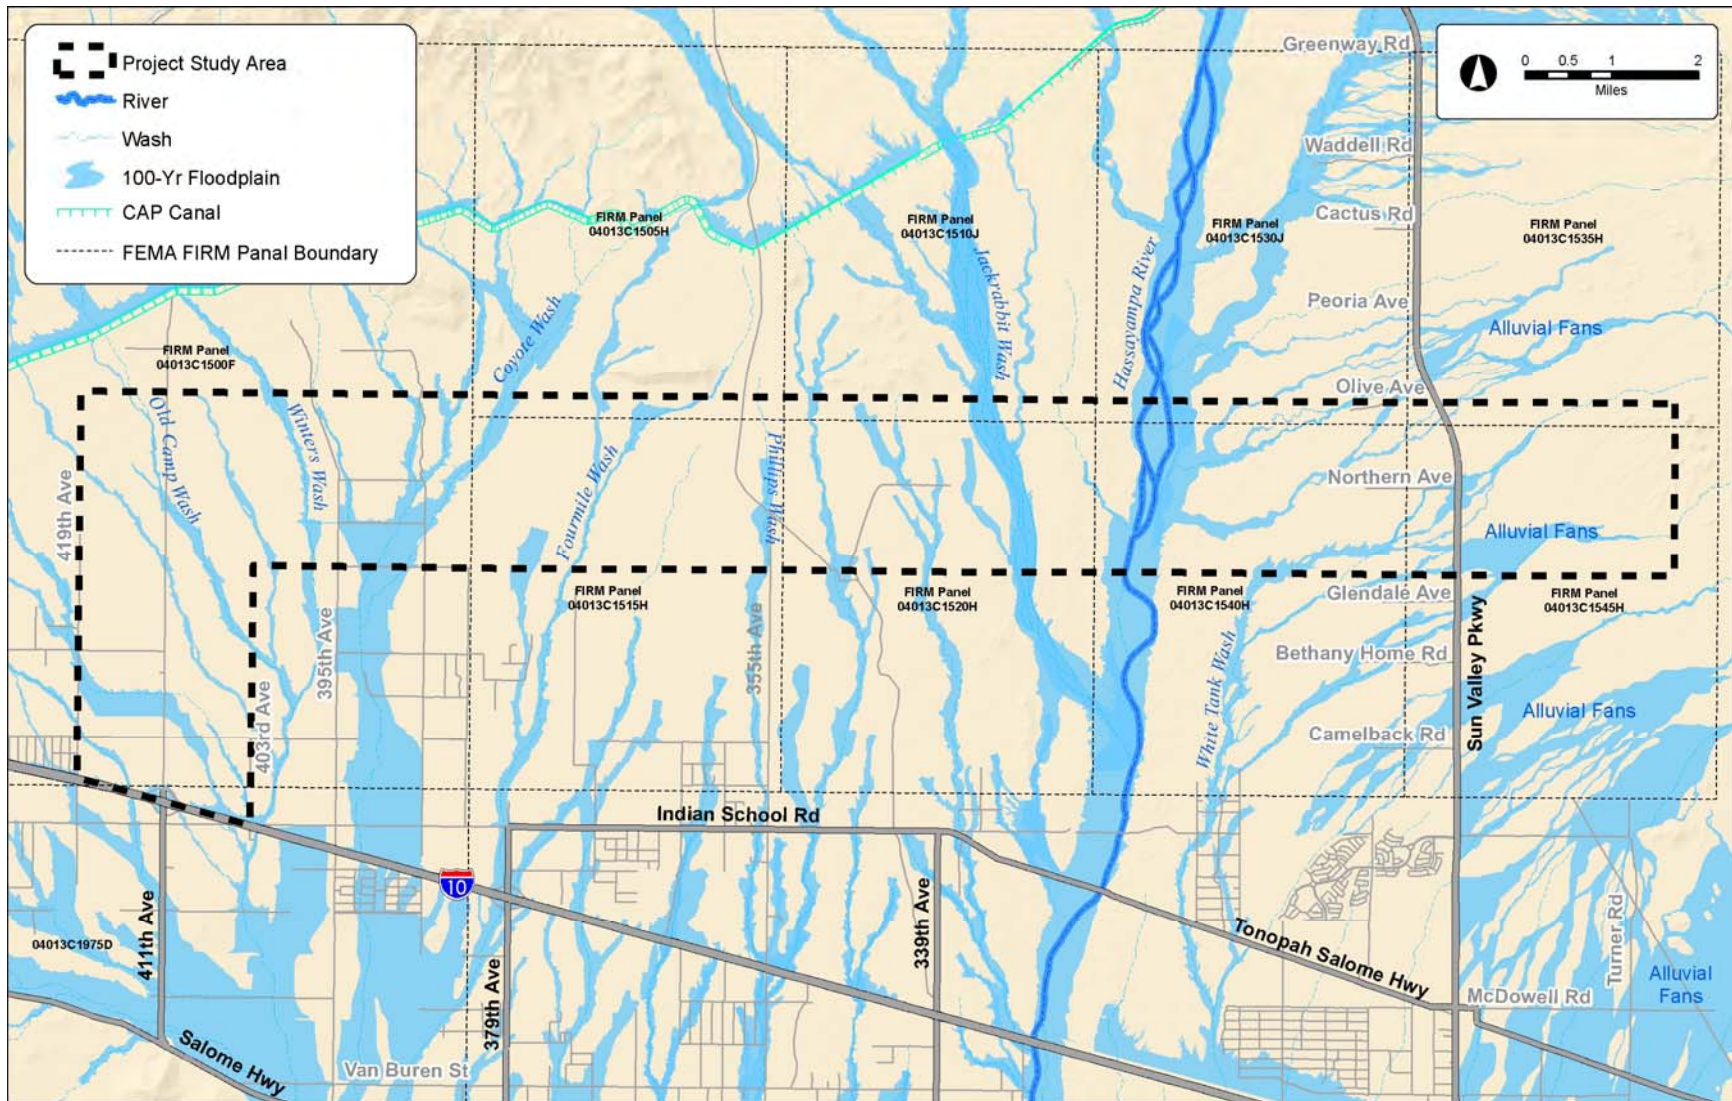 Project Study Area
River
Wash
100-Yr Floodplain
CAP Canal
FEMA FIRM Panal Boundary
0 0.5 1 2
Miles
Greenway Rd
Waddell Rd
Cactus Rd
FIRM Panel
04013C1505H
FIRM Panel
04013C1510J
FIRM Panel
04013C1530J
FIRM Panel
04013C1535H
Peoria Ave
Alluvial Fans
FIRM Panel
04013C1500F
Coyote Wash
Jackrabbit Wash
Hassayampa River
Olive Ave
Old Camp Wash
Winters Wash
Fourmile Wash
Phillips Wash
Northern Ave
419th Ave
Alluvial Fans
FIRM Panel
04013C1515H
FIRM Panel
04013C1520H
FIRM Panel
04013C1540H
Glendale Ave
FIRM Panel
04013C1545H
395th Ave
355th Ave
Bethany Home Rd
White Tank Wash
Sun Valley Pkwy
403rd Ave
Alluvial Fans
Camelback Rd
Indian School Rd
10
411th Ave
339th Ave
04013C1975D
Tonopah Salome Hwy
Turner Rd
Alluvial
Fans
McDowell Rd
379th Ave
Salome Hwy
Van Buren St